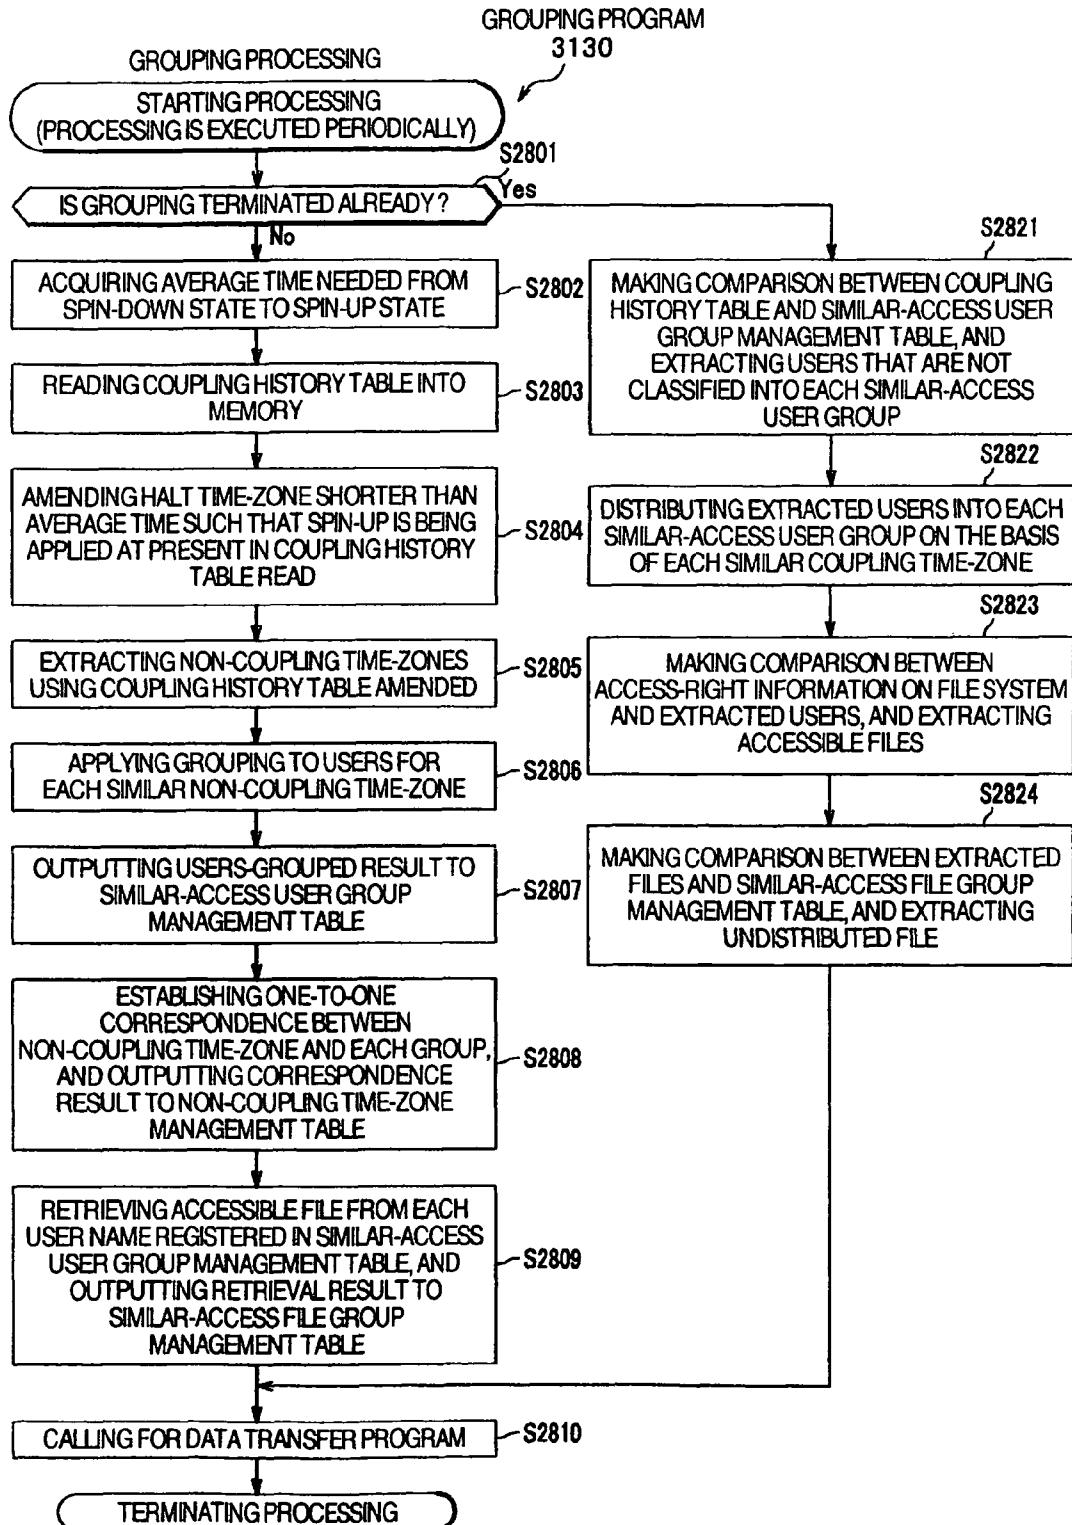 GROUPING PROGRAM
3130
GROUPING PROCESSING
STARTING PROCESSING
(PROCESSING IS EXECUTED PERIODICALLY)
S2801
IS GROUPING TERMINATED ALREADY?
Yes
No
ACQUIRING AVERAGE TIME NEEDED FROM
SPIN-DOWN STATE TO SPIN-UP STATE
S2802
READING COUPLING HISTORY TABLE INTO
MEMORY
S2803
AMENDING HALT TIME-ZONE SHORTER THAN
AVERAGE TIME SUCH THAT SPIN-UP IS BEING
APPLIED AT PRESENT IN COUPLING HISTORY
TABLE READ
S2804
EXTRACTING NON-COUPLING TIME-ZONES
USING COUPLING HISTORY TABLE AMENDED
S2805
APPLYING GROUPING TO USERS FOR
EACH SIMILAR NON-COUPLING TIME-ZONE
S2806
OUTPUTTING USERS-GROUPED RESULT TO
SIMILAR-ACCESS USER GROUP
MANAGEMENT TABLE
S2807
ESTABLISHING ONE-TO-ONE
CORRESPONDENCE BETWEEN
NON-COUPLING TIME-ZONE AND EACH GROUP,
AND OUTPUTTING CORRESPONDENCE
RESULT TO NON-COUPLING TIME-ZONE
MANAGEMENT TABLE
S2808
RETRIEVING ACCESSIBLE FILE FROM EACH
USER NAME REGISTERED IN SIMILAR-ACCESS
USER GROUP MANAGEMENT TABLE, AND
OUTPUTTING RETRIEVAL RESULT TO
SIMILAR-ACCESS FILE GROUP
MANAGEMENT TABLE
S2809
S2821
MAKING COMPARISON BETWEEN COUPLING
HISTORY TABLE AND SIMILAR-ACCESS USER
GROUP MANAGEMENT TABLE, AND
EXTRACTING USERS THAT ARE NOT
CLASSIFIED INTO EACH SIMILAR-ACCESS
USER GROUP
S2822
DISTRIBUTING EXTRACTED USERS INTO EACH
SIMILAR-ACCESS USER GROUP ON THE BASIS
OF EACH SIMILAR COUPLING TIME-ZONE
S2823
MAKING COMPARISON BETWEEN
ACCESS-RIGHT INFORMATION ON FILE SYSTEM
AND EXTRACTED USERS, AND EXTRACTING
ACCESSIBLE FILES
S2824
MAKING COMPARISON BETWEEN EXTRACTED
FILES AND SIMILAR-ACCESS FILE GROUP
MANAGEMENT TABLE, AND EXTRACTING
UNDISTRIBUTED FILE
CALLING FOR DATA TRANSFER PROGRAM
S2810
TERMINATING PROCESSING